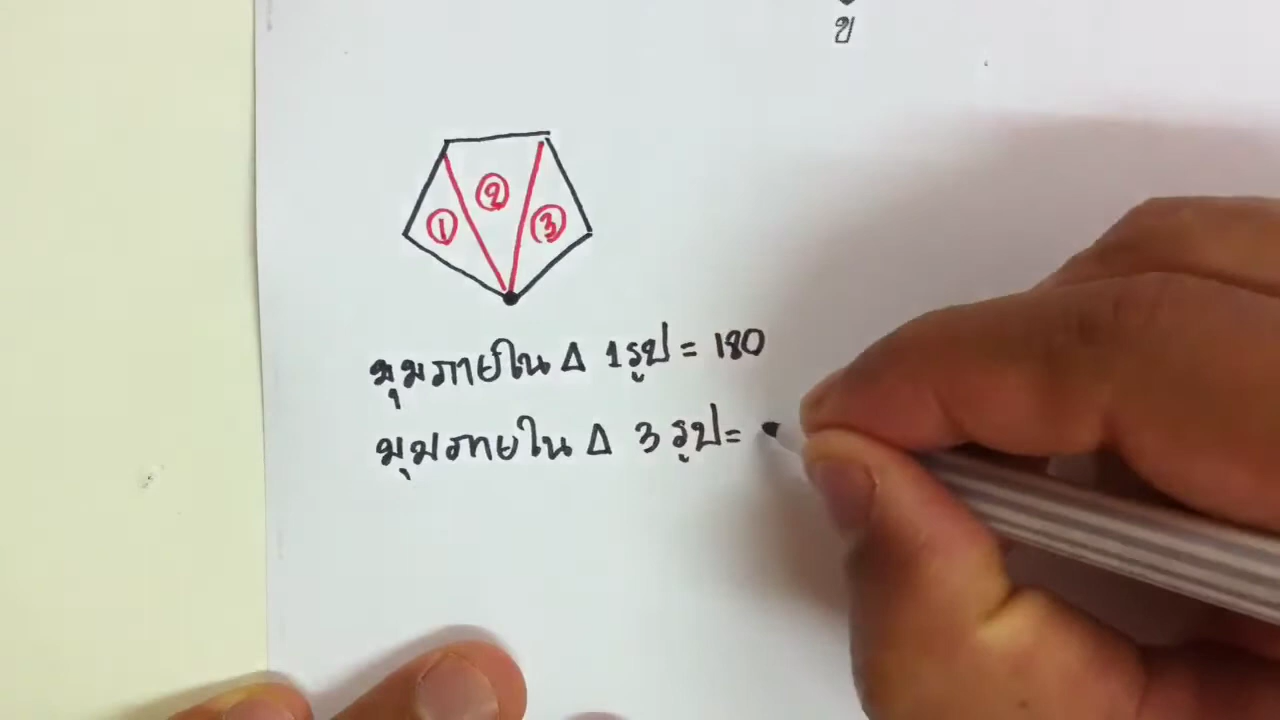 ข
① ② ③
มุมภายใน Δ 1 รูป = 180
มุมภายใน Δ 3 รูป =